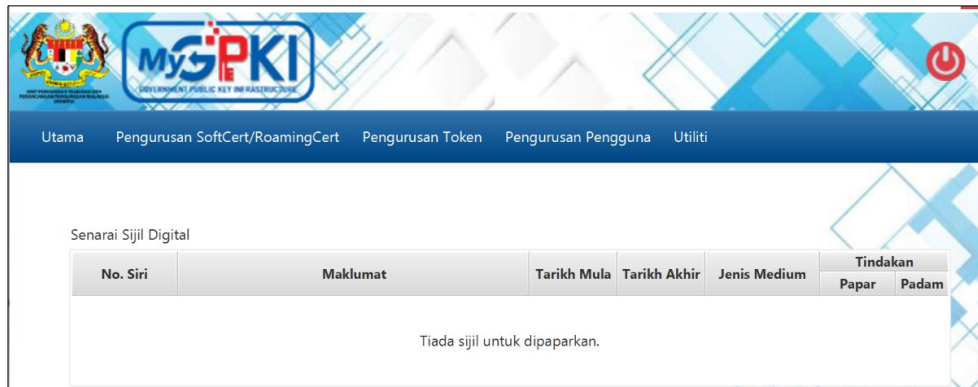 MyGPKI
GOVERNMENT PUBLIC KEY INFRASTRUCTURE
Utama Pengurusan SoftCert/RoamingCert Pengurusan Token Pengurusan Pengguna Utiliti
Senarai Sijil Digital
No. Siri Maklumat Tarikh Mula Tarikh Akhir Jenis Medium Tindakan
Papar Padam
Tiada sijil untuk dipaparkan.